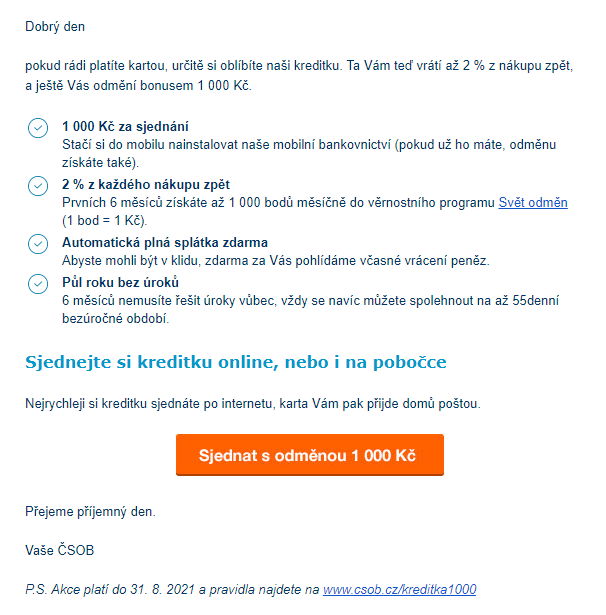 Dobrý den
pokud rádi platíte kartou, určitě si oblíbíte naši kreditku. Ta Vám teď vrátí až 2 % z nákupu zpět,
a ještě Vás odmění bonusem 1 000 Kč.
1 000 Kč za sjednání
Stačí si do mobilu nainstalovat naše mobilní bankovnictví (pokud už ho máte, odměnu
získáte také).
2 % z každého nákupu zpět
Prvních 6 měsíců získáte až 1 000 bodů měsíčně do věrnostního programu Svět odměn
(1 bod = 1 Kč).
Automatická plná splátka zdarma
Abyste mohli být v klidu, zdarma za Vás pohlídáme včasné vrácení peněz.
Půl roku bez úroků
6 měsíců nemusíte řešit úroky vůbec, vždy se navíc můžete spolehnout na až 55denní
bezúročné období.
Sjednejte si kreditku online, nebo i na pobočce
Nejrychleji si kreditku sjednáte po internetu, karta Vám pak přijde domů poštou.
Sjednat s odměnou 1 000 Kč
Přejeme příjemný den.
Vaše ČSOB
P.S. Akce platí do 31. 8. 2021 a pravidla najdete na www.csob.cz/kreditka1000